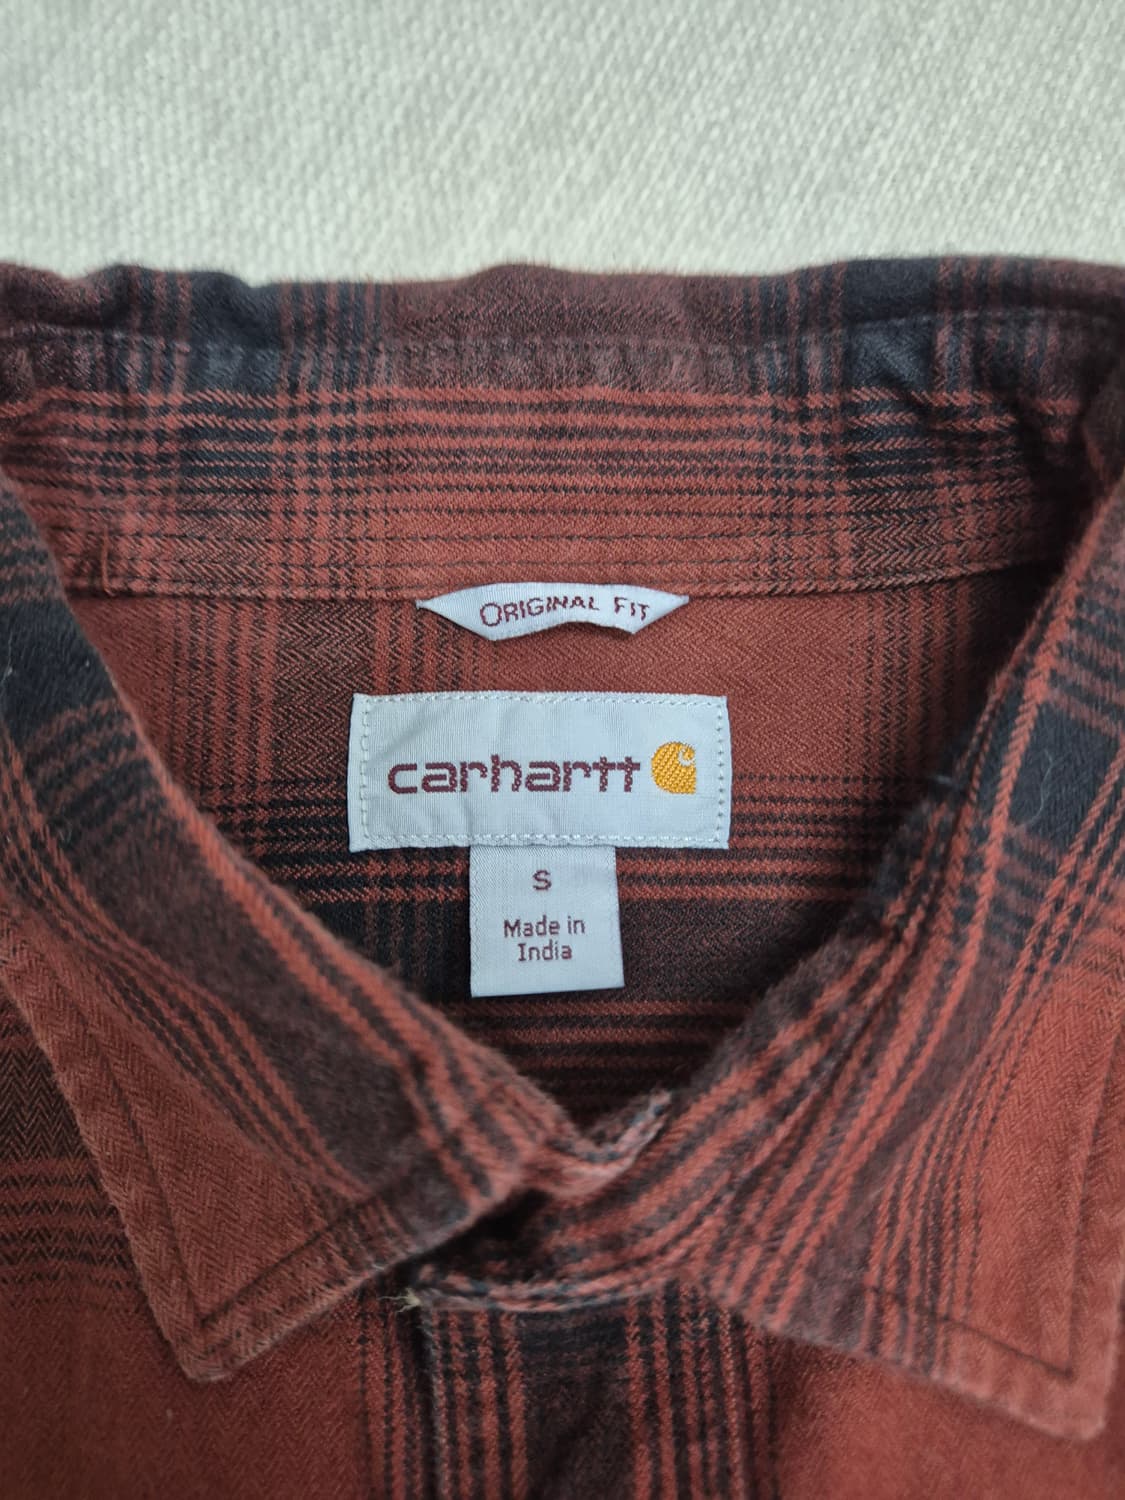 ORIGINAL FIT
carhartt
S
Made in
India